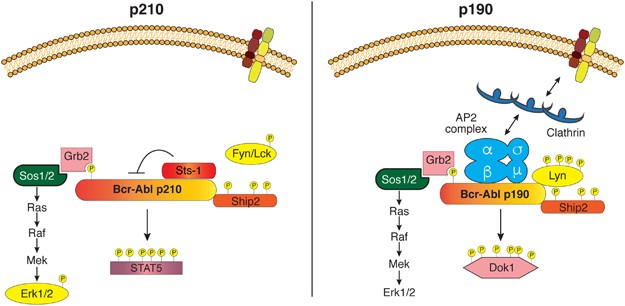 p210
Fyn/Lck
P
Grb2
P
Sts-1
Sos1/2
Bcr-Abl p210
P P P
Ship2
Ras
Raf
Mek
P
Erk1/2
P P P P P P
STAT5
p190
AP2
complex
Clathrin
α σ
β μ
Grb2
P
Sos1/2
P P P P
Lyn
Bcr-Abl p190
P P P
Ship2
Ras
Raf
Mek
Erk1/2
P P P P P P
Dok1